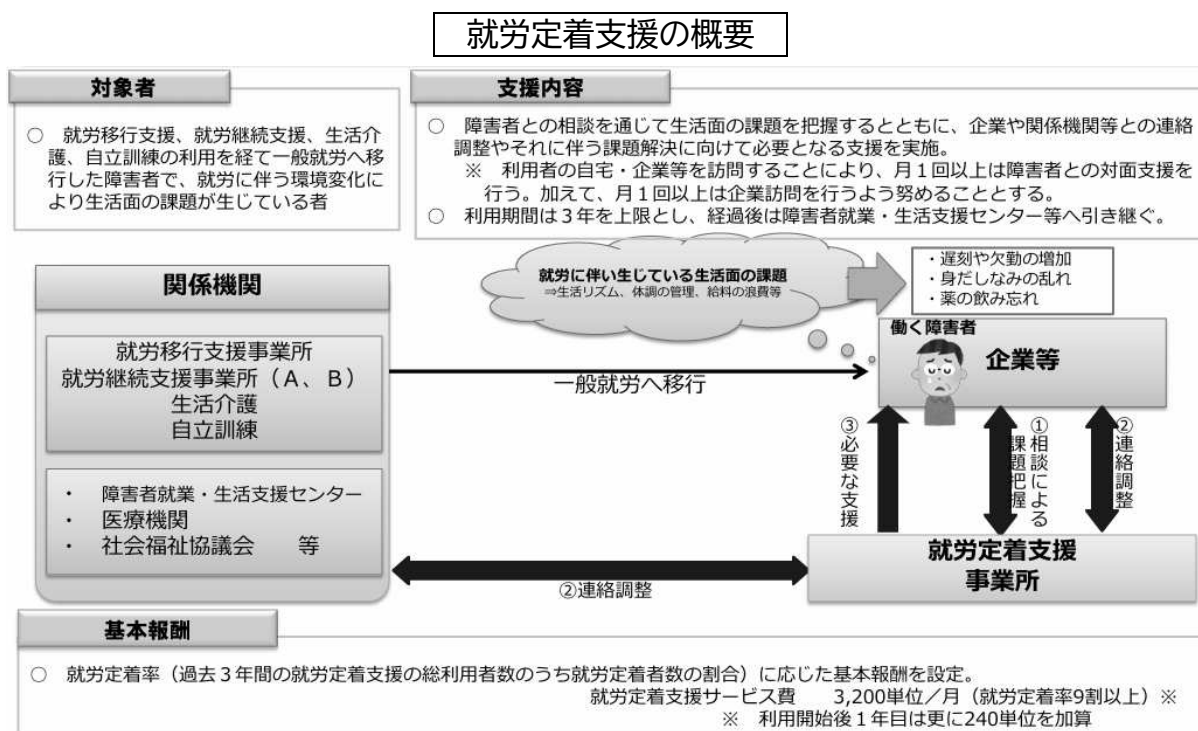 就労定着支援の概要
対象者
○ 就労移行支援、就労継続支援、生活介
護、自立訓練の利用を経て一般就労へ移
行した障害者で、就労に伴う環境変化に
より生活面の課題が生じている者
支援内容
○ 障害者との相談を通じて生活面の課題を把握するとともに、企業や関係機関等との連絡
調整やそれに伴う課題解決に向けて必要となる支援を実施。
※ 利用者の自宅・企業等を訪問することにより、月1回以上は障害者との対面支援を
行う。加えて、月1回以上は企業訪問を行うよう努めることとする。
○ 利用期間は3年を上限とし、経過後は障害者就業・生活支援センター等へ引き継ぐ。
関係機関
就労移行支援事業所
就労継続支援事業所（A、B）
生活介護
自立訓練
・ 障害者就業・生活支援センター
・ 医療機関
・ 社会福祉協議会 等
就労に伴い生じている生活面の課題
⇒生活リズム、体調の管理、給料の浪費等
・遅刻や欠勤の増加
・身だしなみの乱れ
・薬の飲み忘れ
働く障害者
企業等
一般就労へ移行
③必要な支援
①相談による
課題把握
②連絡調整
就労定着支援
事業所
②連絡調整
基本報酬
○ 就労定着率（過去3年間の就労定着支援の総利用者数のうち就労定着者数の割合）に応じた基本報酬を設定。
就労定着支援サービス費 3,200単位／月（就労定着率9割以上）※
※ 利用開始後1年目は更に240単位を加算